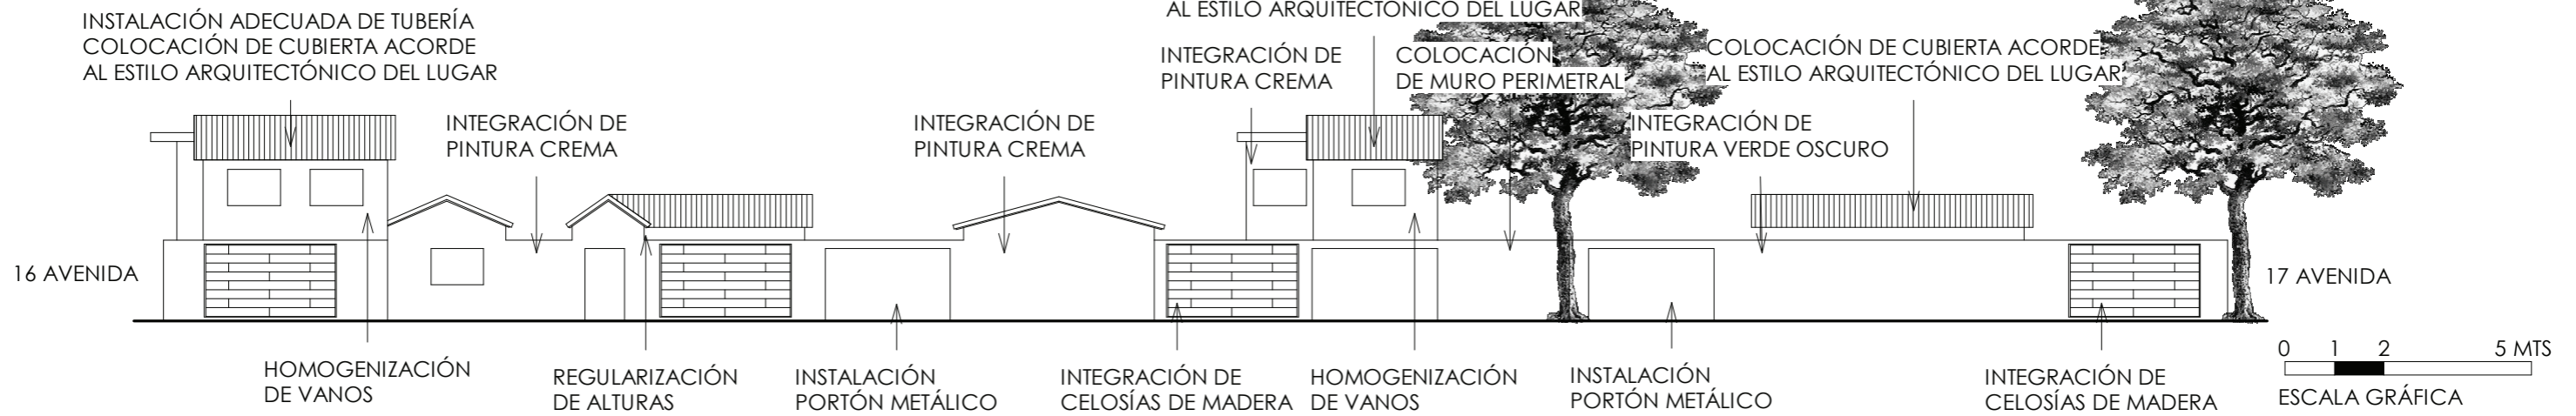 INSTALACIÓN ADECUADA DE TUBERÍA
COLOCACIÓN DE CUBIERTA ACORDE
AL ESTILO ARQUITECTÓNICO DEL LUGAR
AL ESTILO ARQUITECTÓNICO DEL LUGAR
INTEGRACIÓN DE
PINTURA CREMA
COLOCACIÓN
DE MURO PERIMETRAL
COLOCACIÓN DE CUBIERTA ACORDE
AL ESTILO ARQUITECTÓNICO DEL LUGAR
INTEGRACIÓN DE
PINTURA CREMA
INTEGRACIÓN DE
PINTURA CREMA
INTEGRACIÓN DE
PINTURA VERDE OSCURO
16 AVENIDA
17 AVENIDA
HOMOGENIZACIÓN
DE VANOS
REGULARIZACIÓN
DE ALTURAS
INSTALACIÓN
PORTÓN METÁLICO
INTEGRACIÓN DE
CELOSÍAS DE MADERA
HOMOGENIZACIÓN
DE VANOS
INSTALACIÓN
PORTÓN METÁLICO
INTEGRACIÓN DE
CELOSÍAS DE MADERA
0 1 2 5 MTS
ESCALA GRÁFICA